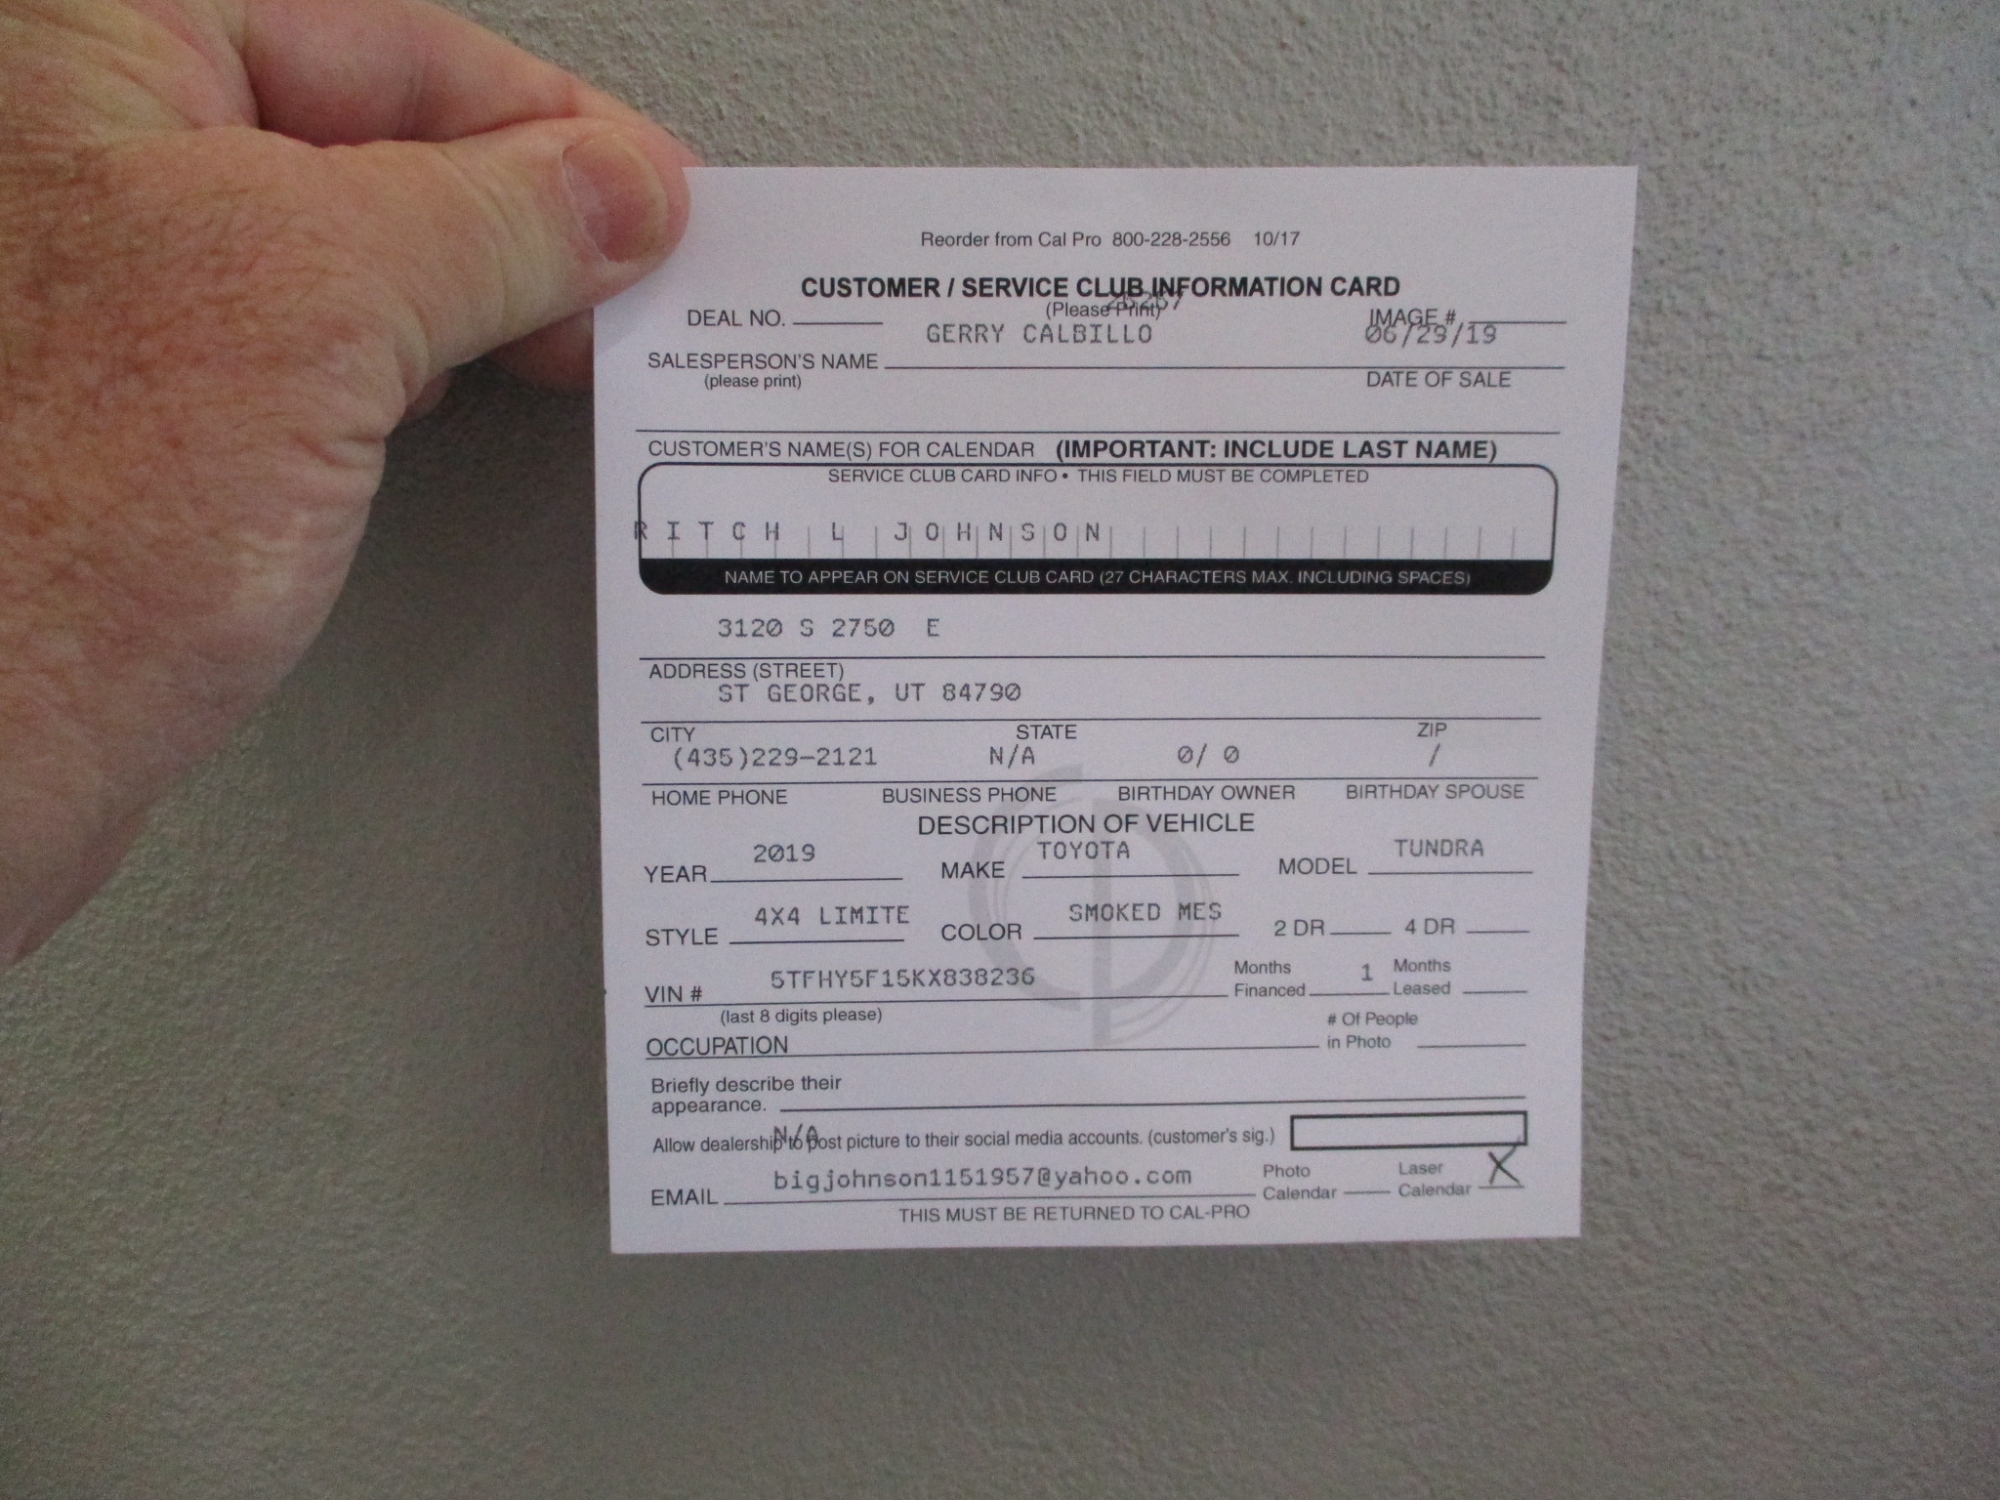 Reorder from Cal Pro 800-228-2556 10/17
CUSTOMER / SERVICE CLUB INFORMATION CARD
(Please Print)
DEAL NO. IMAGE #
GERRY CALBILLO 06/29/19
SALESPERSON'S NAME
(please print) DATE OF SALE
CUSTOMER'S NAME(S) FOR CALENDAR (IMPORTANT: INCLUDE LAST NAME)
SERVICE CLUB CARD INFO • THIS FIELD MUST BE COMPLETED
RITCH L JOHNSON
NAME TO APPEAR ON SERVICE CLUB CARD (27 CHARACTERS MAX. INCLUDING SPACES)
3120 S 2750 E
ADDRESS (STREET)
ST GEORGE, UT 84790
CITY STATE ZIP
(435)229-2121 N/A 0/ 0 /
HOME PHONE BUSINESS PHONE BIRTHDAY OWNER BIRTHDAY SPOUSE
DESCRIPTION OF VEHICLE
YEAR 2019 MAKE TOYOTA MODEL TUNDRA
STYLE 4X4 LIMITE COLOR SMOKED MES 2 DR 4 DR
VIN # 5TFHY5F15KX838236 Months Financed 1 Months Leased
(last 8 digits please)
OCCUPATION # Of People in Photo
Briefly describe their
appearance.
N/A
Allow dealership to post picture to their social media accounts. (customer's sig.)
EMAIL bigjohnson1151957@yahoo.com Photo Calendar Laser Calendar X
THIS MUST BE RETURNED TO CAL-PRO